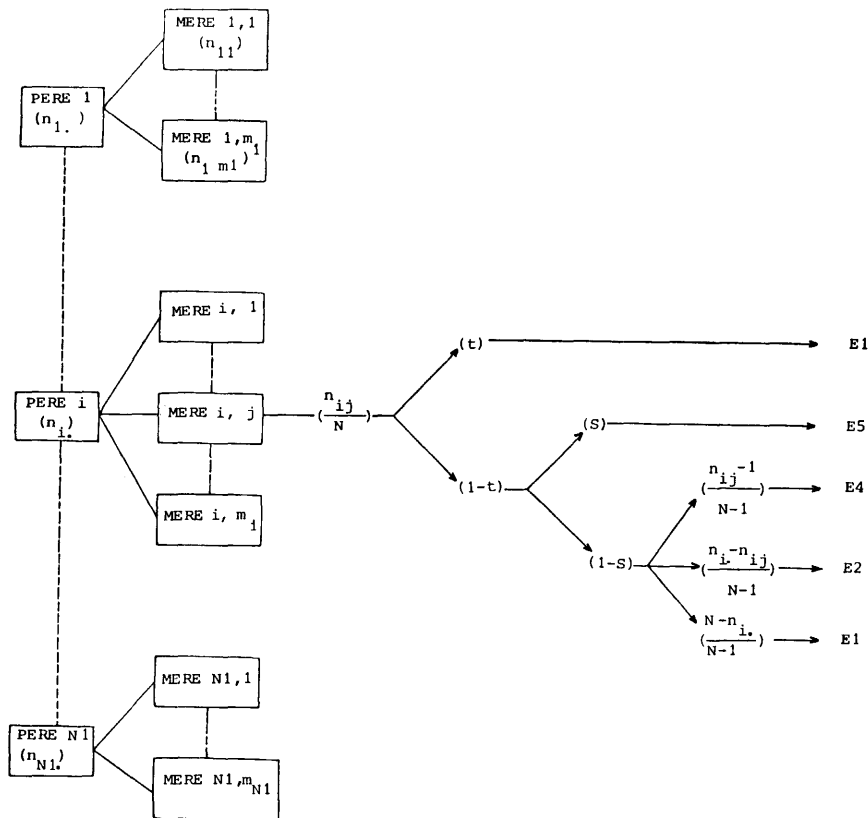 MERE 1,1
(n11)
PERE 1
(n1.)
MERE 1,m1
(n1 m1)
MERE i, 1
(t)
E1
PERE i
(ni.)
MERE i, j
(nij
N)
(S)
E5
(1-t)
(nij-1
N-1)
E4
MERE i, mi
(1-S)
(ni.-nij
N-1)
E2
(N-ni.
N-1)
E1
MERE N1,1
PERE N1
(nN1.)
MERE N1,mN1